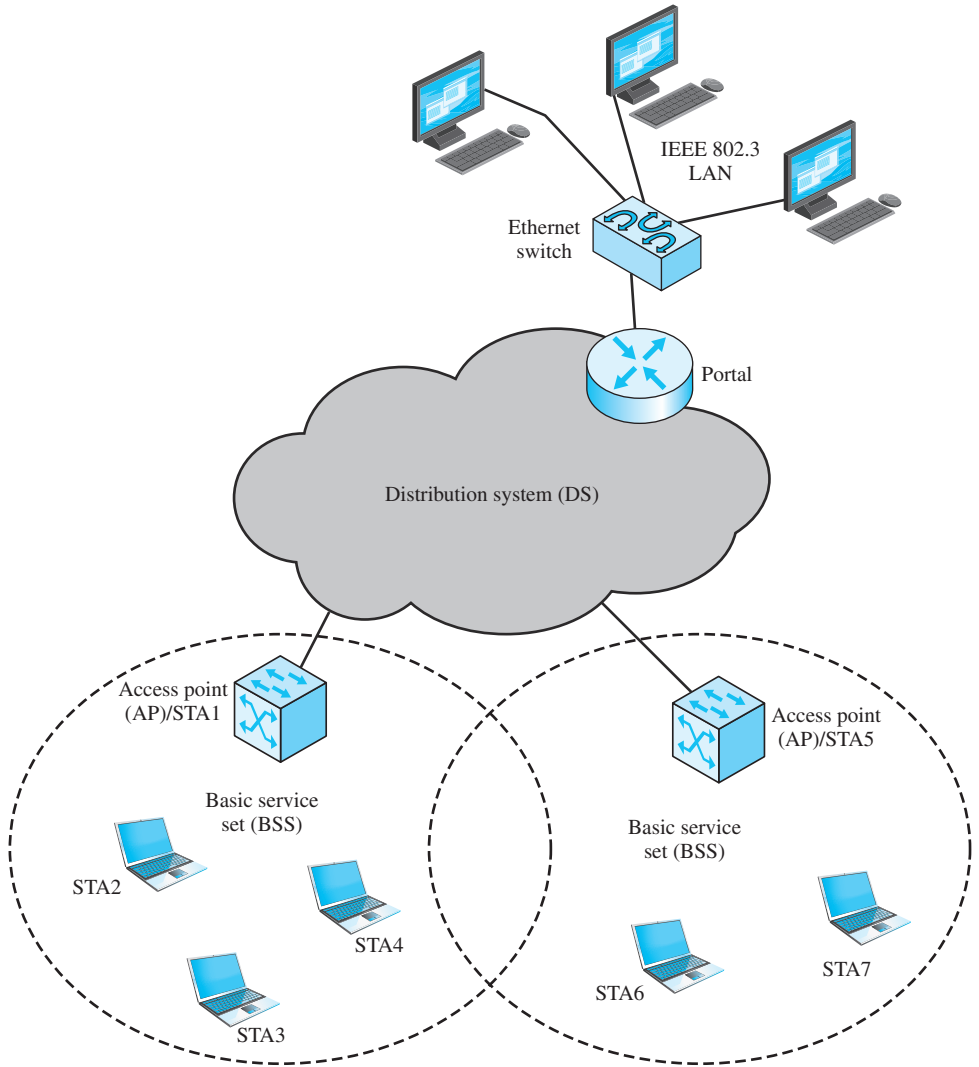 IEEE 802.3
LAN
Ethernet
switch
Portal
Distribution system (DS)
Access point
(AP)/STA1
Access point
(AP)/STA5
Basic service
set (BSS)
Basic service
set (BSS)
STA2
STA4
STA3
STA6
STA7